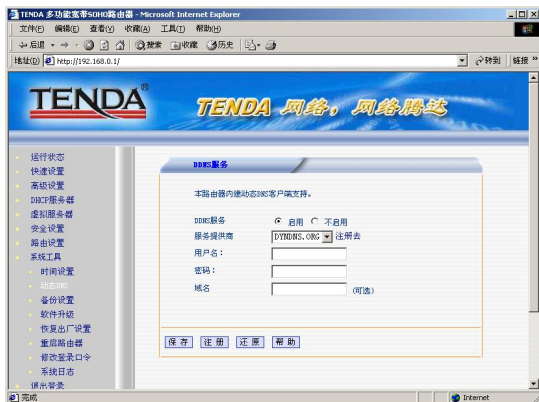 TENDA 多功能宽带SOHO路由器 - Microsoft Internet Explorer
文件(F) 编辑(E) 查看(V) 收藏(A) 工具(T) 帮助(H)
后退 搜索 收藏 历史
地址(D) http://192.168.0.1/ 转到 链接 »
TENDA®
TENDA 网络，网络腾达
运行状态
快速设置
高级设置
DHCP服务器
虚拟服务器
安全设置
路由设置
系统工具
时间设置
动态DNS
备份设置
软件升级
恢复出厂设置
重启路由器
修改登录口令
系统日志
退出登录
DDNS服务
本路由器内建动态DNS客户端支持。
DDNS服务 启用 不启用
服务提供商 DYNDNS.ORG 注册去
用户名：
密码：
域名 (可选)
保存 注册 还原 帮助
完成 Internet